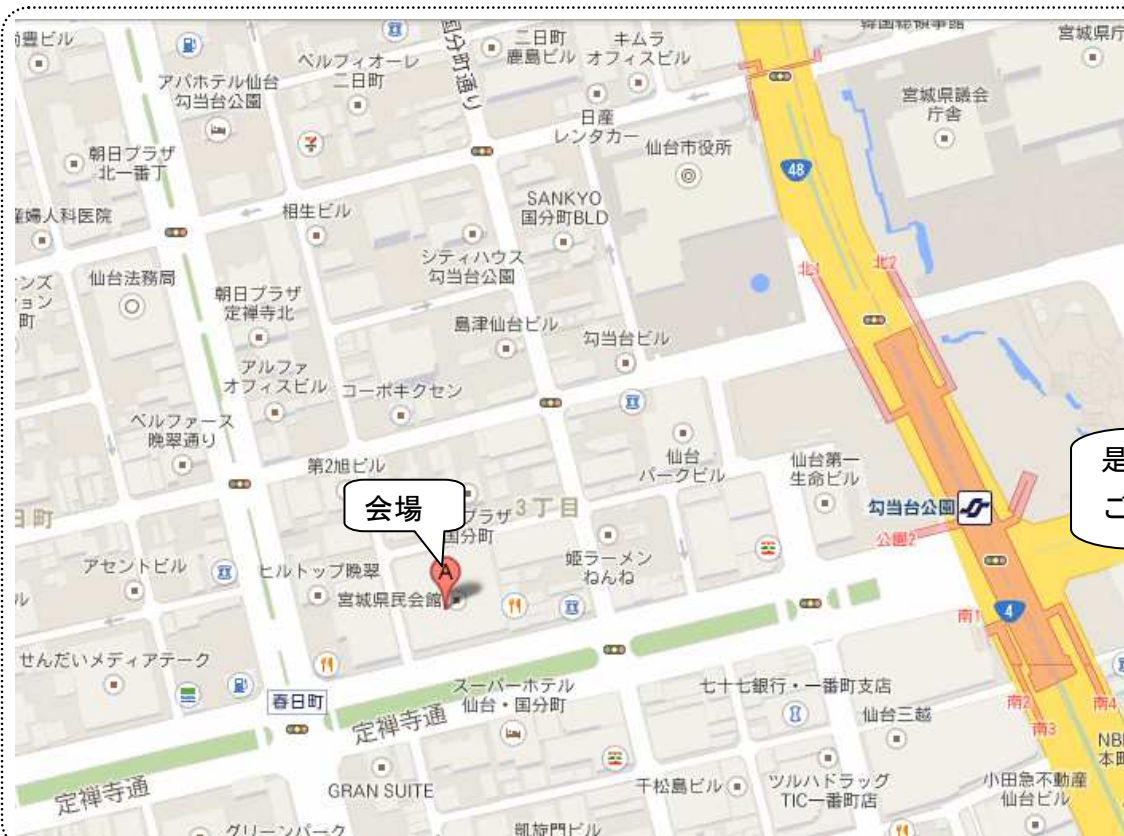 二日町
鹿島ビル
キムラ
オフィスビル
国分町通り
ベルフィオーレ
二日町
アパホテル仙台
勾当台公園
宮城県議会
庁舎
日産
レンタカー
仙台市役所
48
朝日プラザ
北一番丁
SANKYO
国分町BLD
産婦人科医院
相生ビル
シティハウス
勾当台公園
北1
北2
仙台法務局
朝日プラザ
定禅寺北
島津仙台ビル
勾当台ビル
アルファ
オフィスビル
コーポキクセン
ベルファース
晩翠通り
第2旭ビル
仙台
パークビル
仙台第一
生命ビル
是
ご
会場
プラザ
国分町
3丁目
勾当台公園
公園2
日町
アセントビル
ヒルトップ晩翠
A
宮城県民会館
姫ラーメン
ねんね
南1
4
せんだいメディアテーク
春日町
スーパーホテル
仙台・国分町
七十七銀行・一番町支店
仙台三越
南2
南3
南4
定禅寺通
定禅寺通
GRAN SUITE
千松島ビル
ツルハドラッグ
TIC一番町店
小田急不動産
仙台ビル
グリーンパーク
凱旋門ビル